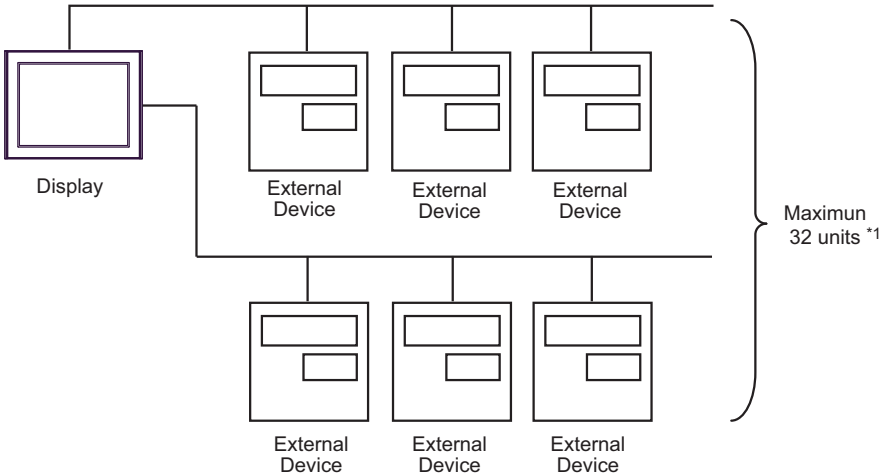 Display
External
Device
External
Device
External
Device
Maximun
32 units *1
External
Device
External
Device
External
Device